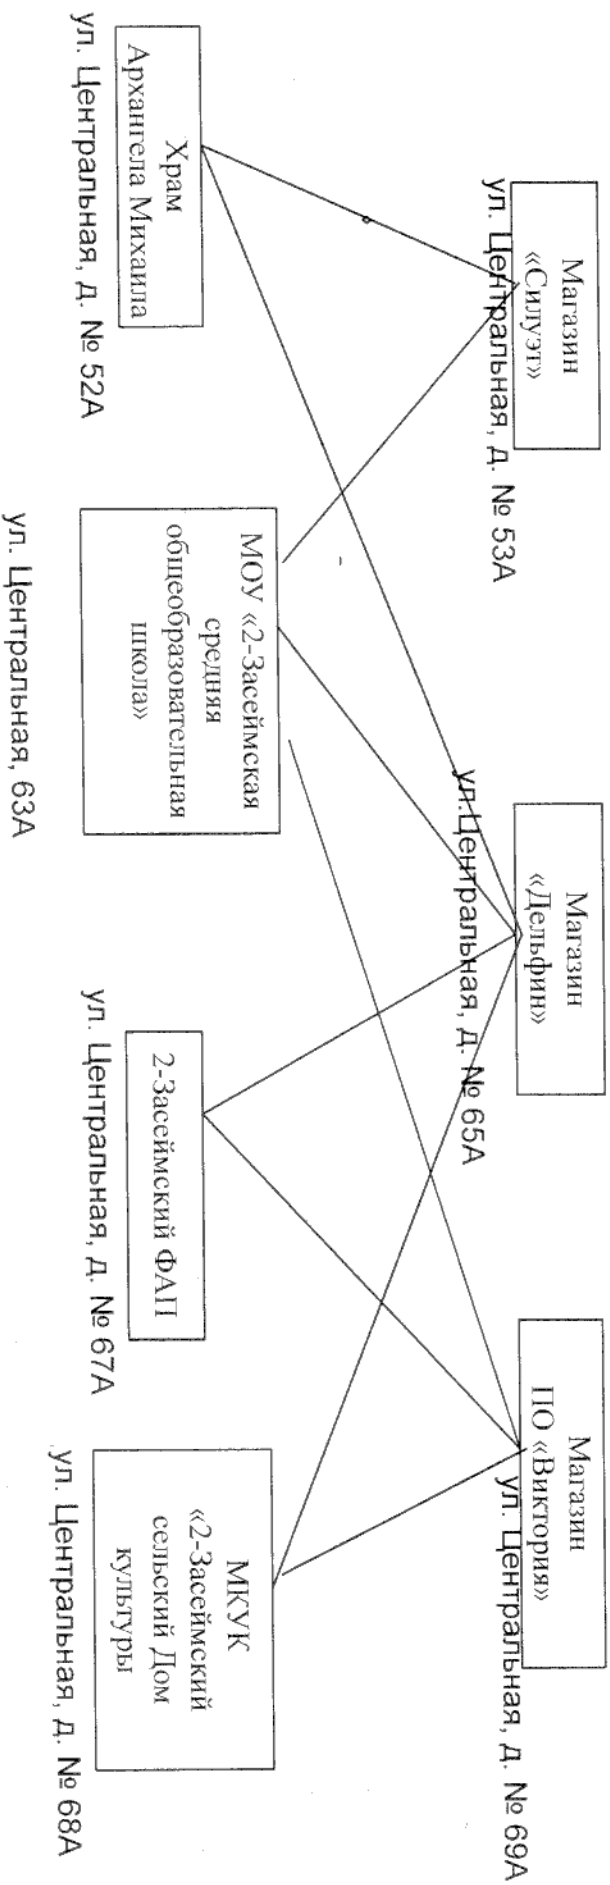 Магазин
«Силуэт»
ул. Центральная, д. № 53А
Магазин
«Дельфин»
ул.Центральная, д. № 65А
Магазин
ПО «Виктория»
ул. Центральная, д. № 69А
Храм
Архангела Михаила
ул. Центральная, д. № 52А
МОУ «2-Засеймская
средняя
общеобразовательная
школа»
ул. Центральная, 63А
2-Засеймский ФАП
ул. Центральная, д. № 67А
МКУК
«2-Засеймский
сельский Дом
культуры
ул. Центральная, д. № 68А